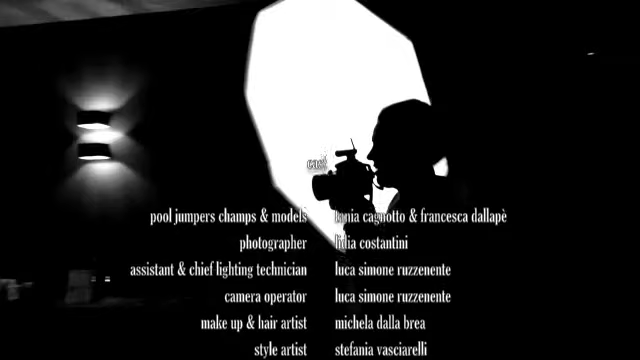 cast
pool jumpers champs & models tania cagnotto & francesca dallapè
photographer lidia costantini
assistant & chief lighting technician luca simone ruzzenente
camera operator luca simone ruzzenente
make up & hair artist michela dalla brea
style artist stefania vasciarelli